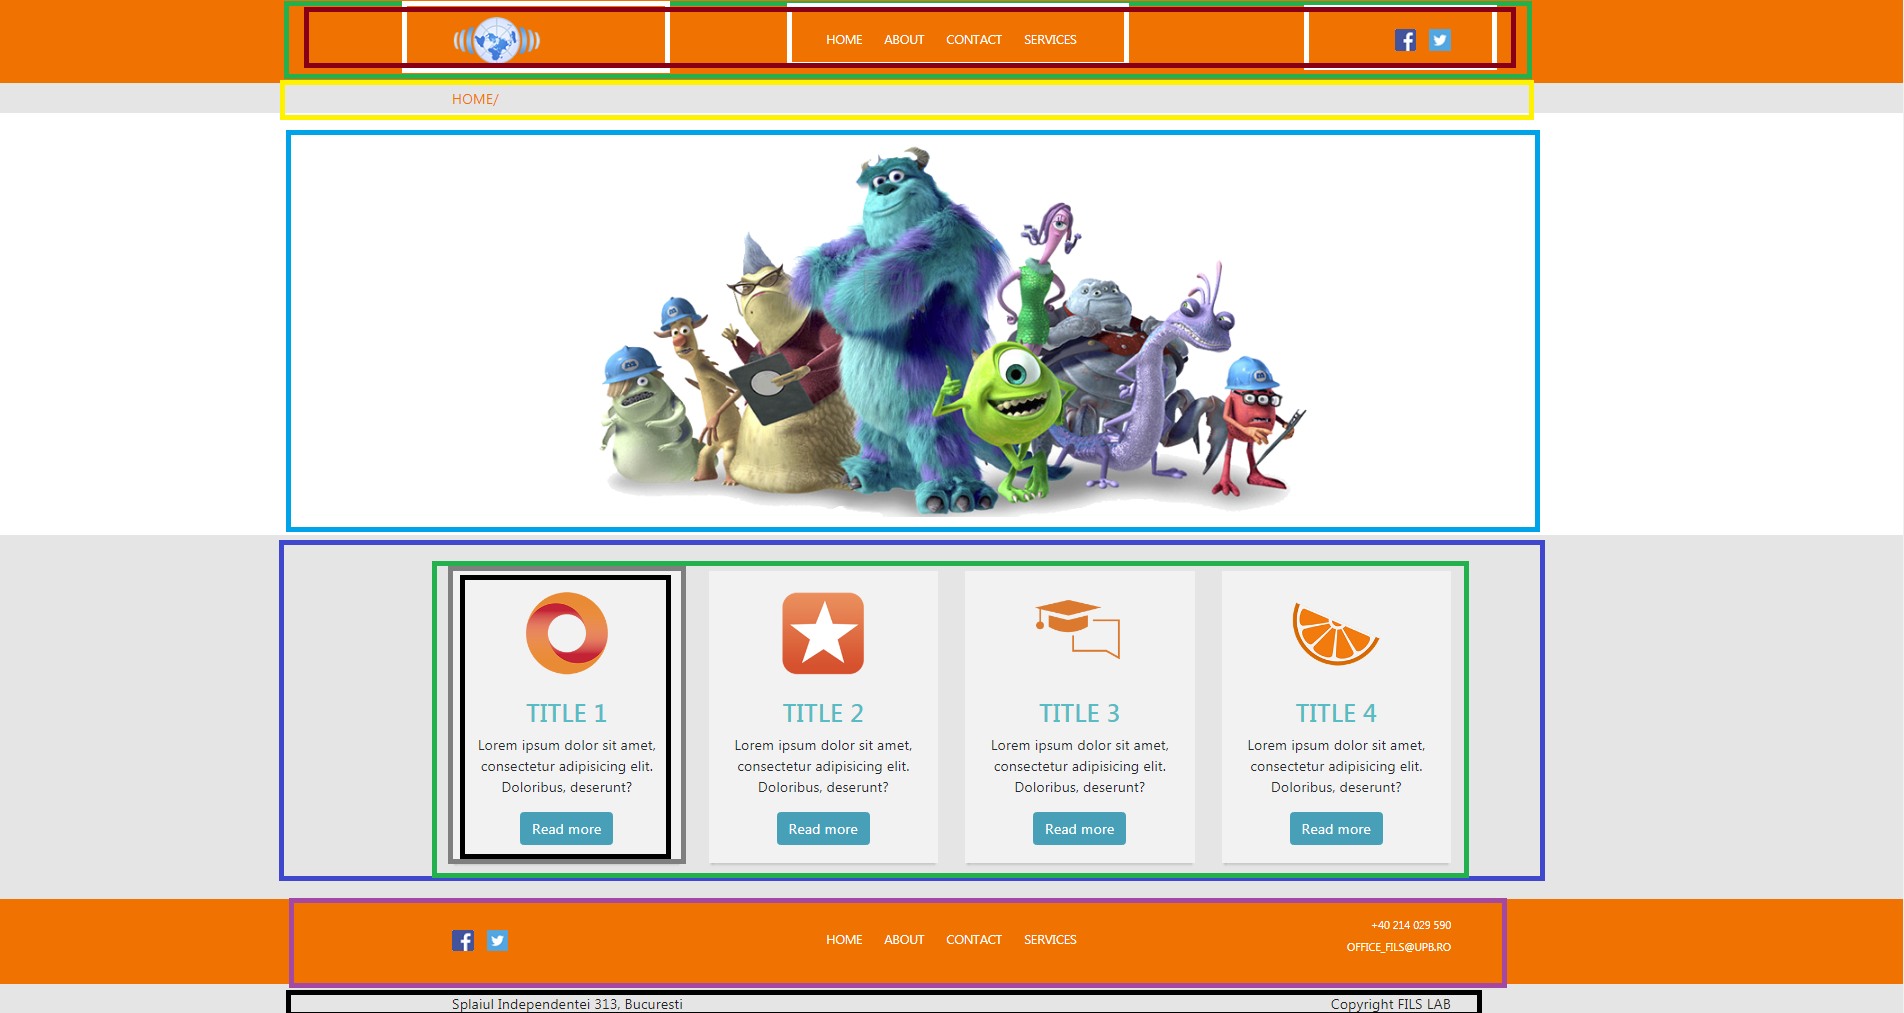 HOME ABOUT CONTACT SERVICES
HOME/
TITLE 1
Lorem ipsum dolor sit amet,
consectetur adipisicing elit.
Doloribus, deserunt?
Read more
TITLE 2
Lorem ipsum dolor sit amet,
consectetur adipisicing elit.
Doloribus, deserunt?
Read more
TITLE 3
Lorem ipsum dolor sit amet,
consectetur adipisicing elit.
Doloribus, deserunt?
Read more
TITLE 4
Lorem ipsum dolor sit amet,
consectetur adipisicing elit.
Doloribus, deserunt?
Read more
HOME ABOUT CONTACT SERVICES
+40 214 029 590
OFFICE_FILS@UPB.RO
Splaiul Independentei 313, Bucuresti
Copyright FILS LAB